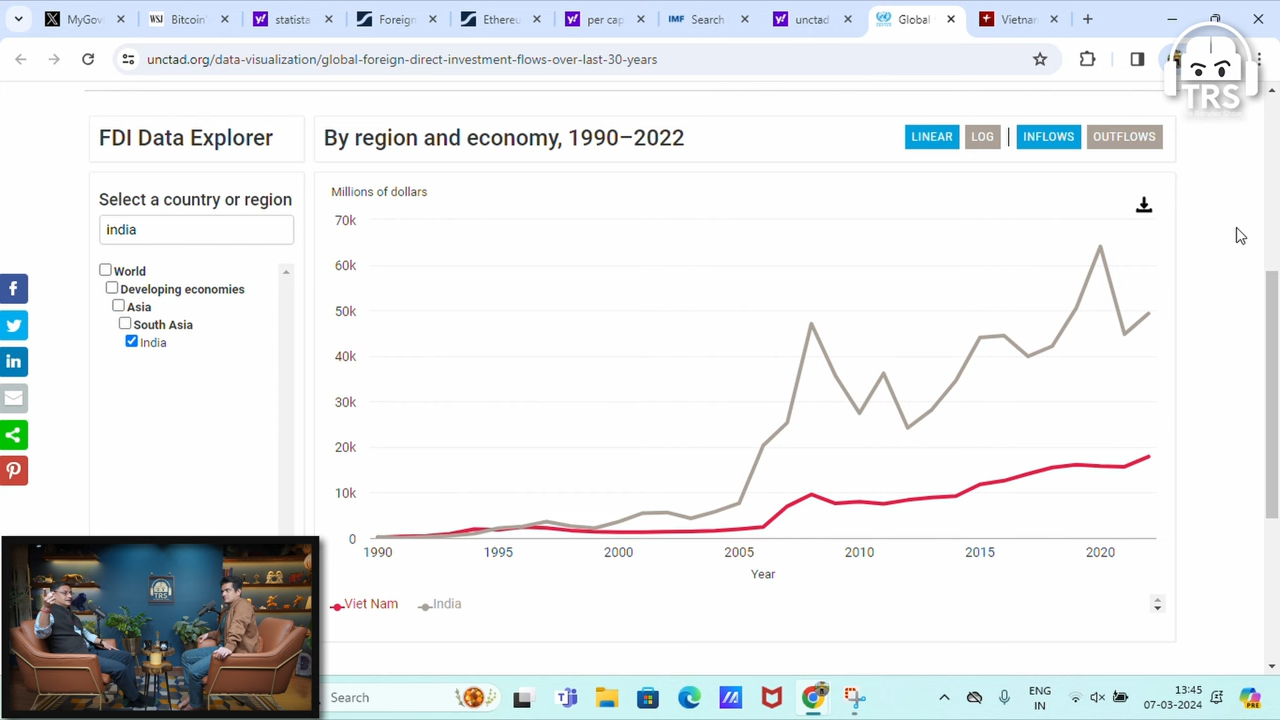 MyGov
Bitcoin
statista
Foreign
Ethereu
per cap
IMF Search
unctad
Global
Vietnan
unctad.org/data-visualization/global-foreign-direct-investment-flows-over-last-30-years
TRS
FDI Data Explorer
By region and economy, 1990–2022
LINEAR LOG | INFLOWS OUTFLOWS
Select a country or region
india
World
Developing economies
Asia
South Asia
India
Millions of dollars
70k
60k
50k
40k
30k
20k
10k
0
1990 1995 2000 2005 2010 2015 2020
Year
Viet Nam India
TRS
Search
ENG
IN
13:45
07-03-2024
PRE